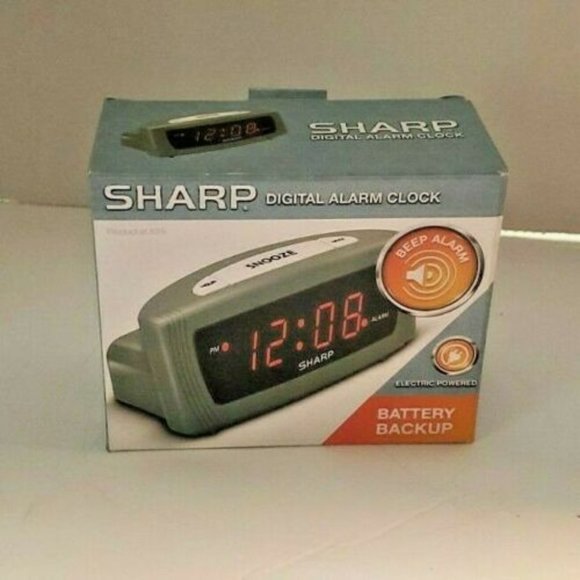 12:08
SHARP
DIGITAL ALARM CLOCK
SHARP DIGITAL ALARM CLOCK
SNOOZE
BEEP ALARM
PM 12:08 ALARM
SHARP
ELECTRIC POWERED
BATTERY
BACKUP